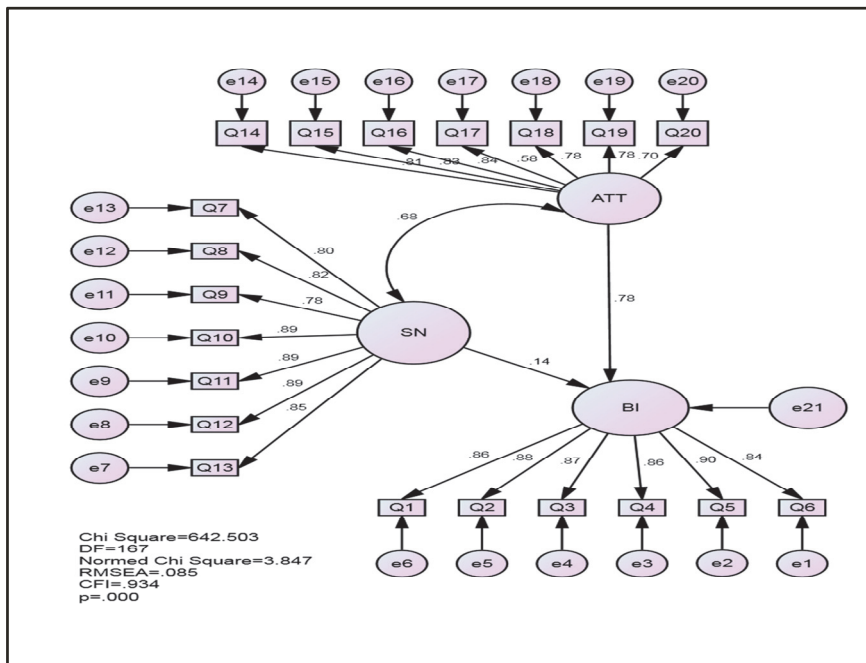 e14 e15 e16 e17 e18 e19 e20
Q14 Q15 Q16 Q17 Q18 Q19 Q20
.81 .83 .84 .58 .78 .78 .70
ATT
e13 Q7
.68
.80
e12 Q8
.82
e11 Q9
.78
.78
e10 Q10
.89
SN
.14
e9 Q11
.89
e8 Q12
.89
BI
e21
e7 Q13
.85
.86 .88 .87 .86 .90 .84
Q1 Q2 Q3 Q4 Q5 Q6
e6 e5 e4 e3 e2 e1
Chi Square=642.503
DF=167
Normed Chi Square=3.847
RMSEA=.085
CFI=.934
p=.000